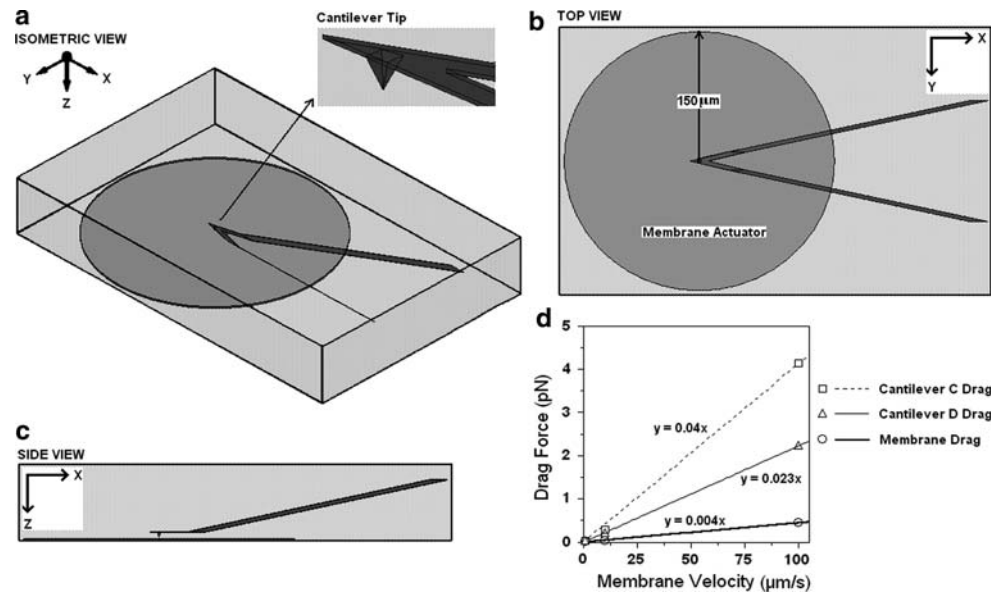 a
ISOMETRIC VIEW
Y
X
Z
Cantilever Tip
b
TOP VIEW
X
Y
150 μm
Membrane Actuator
c
SIDE VIEW
X
Z
d
5
4
3
2
1
0
Drag Force (pN)
0
25
50
75
100
Membrane Velocity (μm/s)
y = 0.04x
y = 0.023x
y = 0.004x
Cantilever C Drag
Cantilever D Drag
Membrane Drag